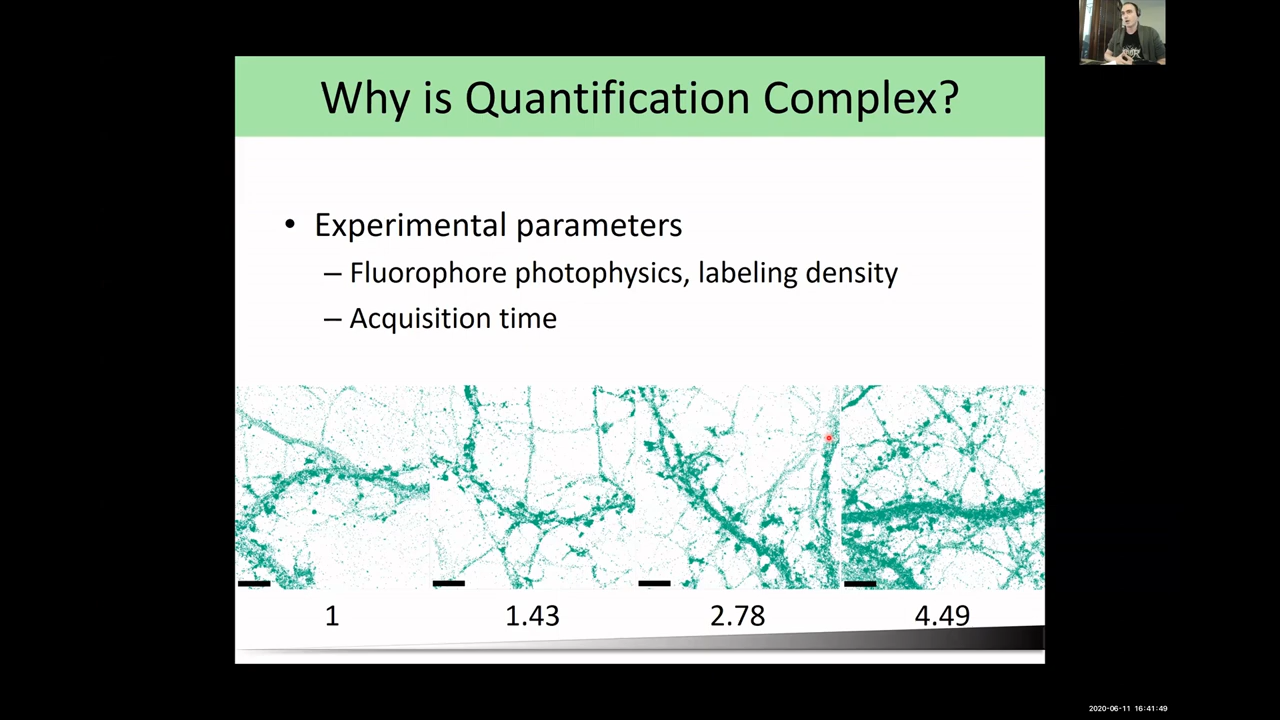 Why is Quantification Complex?
• Experimental parameters
– Fluorophore photophysics, labeling density
– Acquisition time
1 1.43 2.78 4.49
2020-06-11 16:41:49